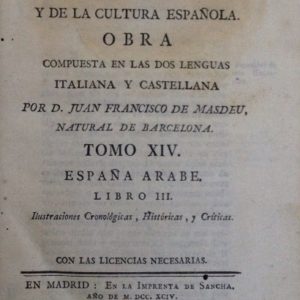 Y DE LA CULTURA ESPAÑOLA.
OBRA
COMPUESTA EN LAS DOS LENGUAS
ITALIANA Y CASTELLANA
POR D. JUAN FRANCISCO DE MASDEU,
NATURAL DE BARCELONA.
TOMO XIV.
ESPAÑA ARABE.
LIBRO III.
Ilustraciones Cronológicas, Históricas, y Críticas.
CON LAS LICENCIAS NECESARIAS.
EN MADRID: EN LA IMPRENTA DE SANCHA,
AÑO DE M. DCC. XCIV.